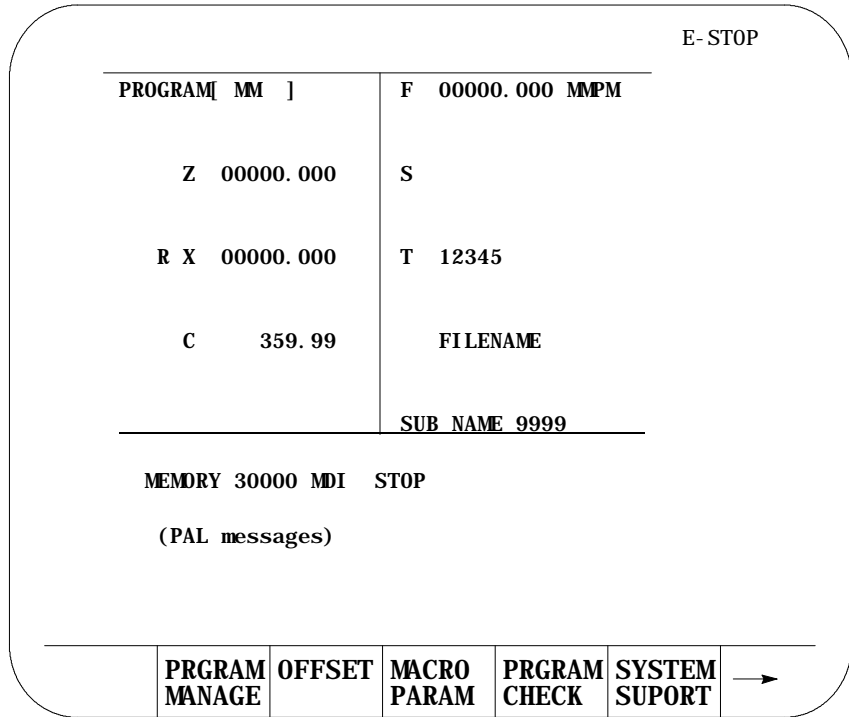 E-STOP
PROGRAM[ MM ] F 00000.000 MMPM
Z 00000.000 S
R X 00000.000 T 12345
C 359.99 FILENAME
SUB NAME 9999
MEMORY 30000 MDI STOP
(PAL messages)
PRGRAM MANAGE OFFSET MACRO PARAM PRGRAM CHECK SYSTEM SUPORT